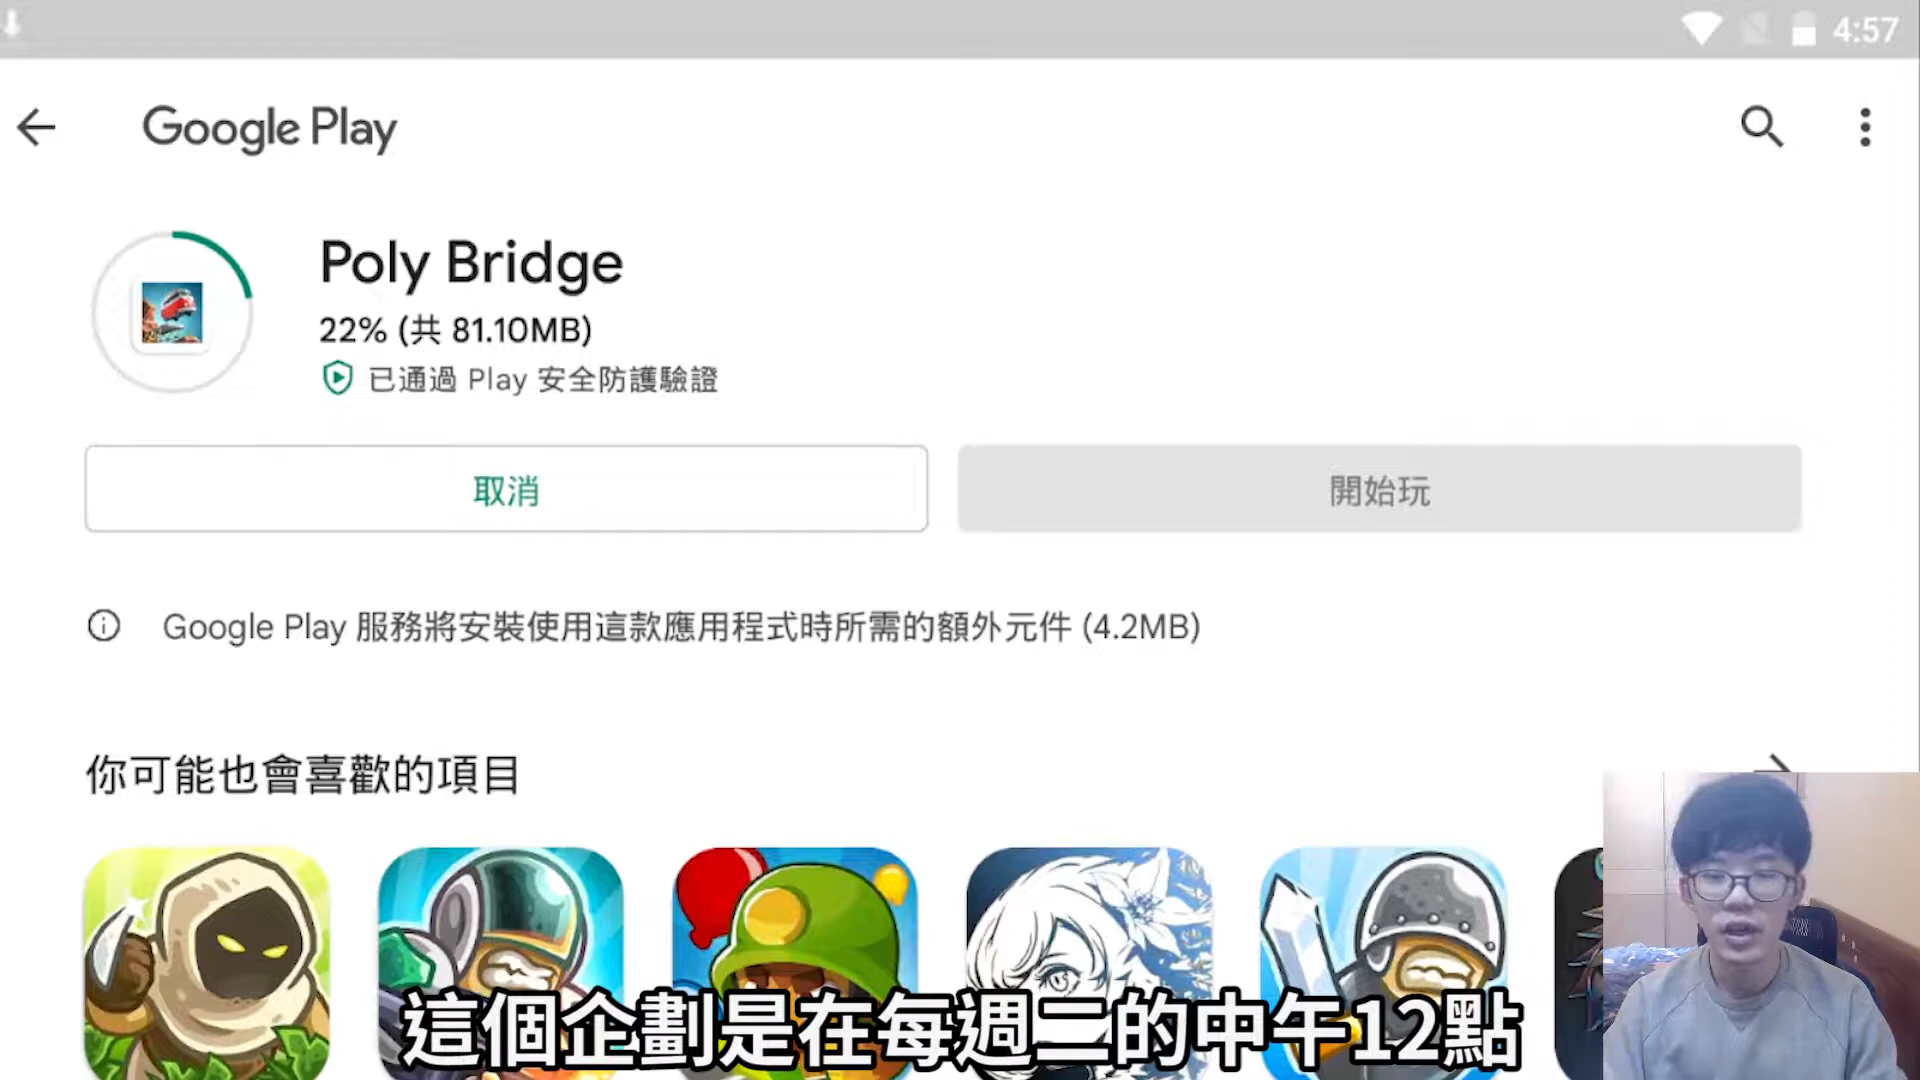 4:57
Google Play
Poly Bridge
22% (共 81.10MB)
已通過 Play 安全防護驗證
取消
開始玩
Google Play 服務將安裝使用這款應用程式時所需的額外元件 (4.2MB)
你可能也會喜歡的項目
這個企劃是在每週二的中午12點